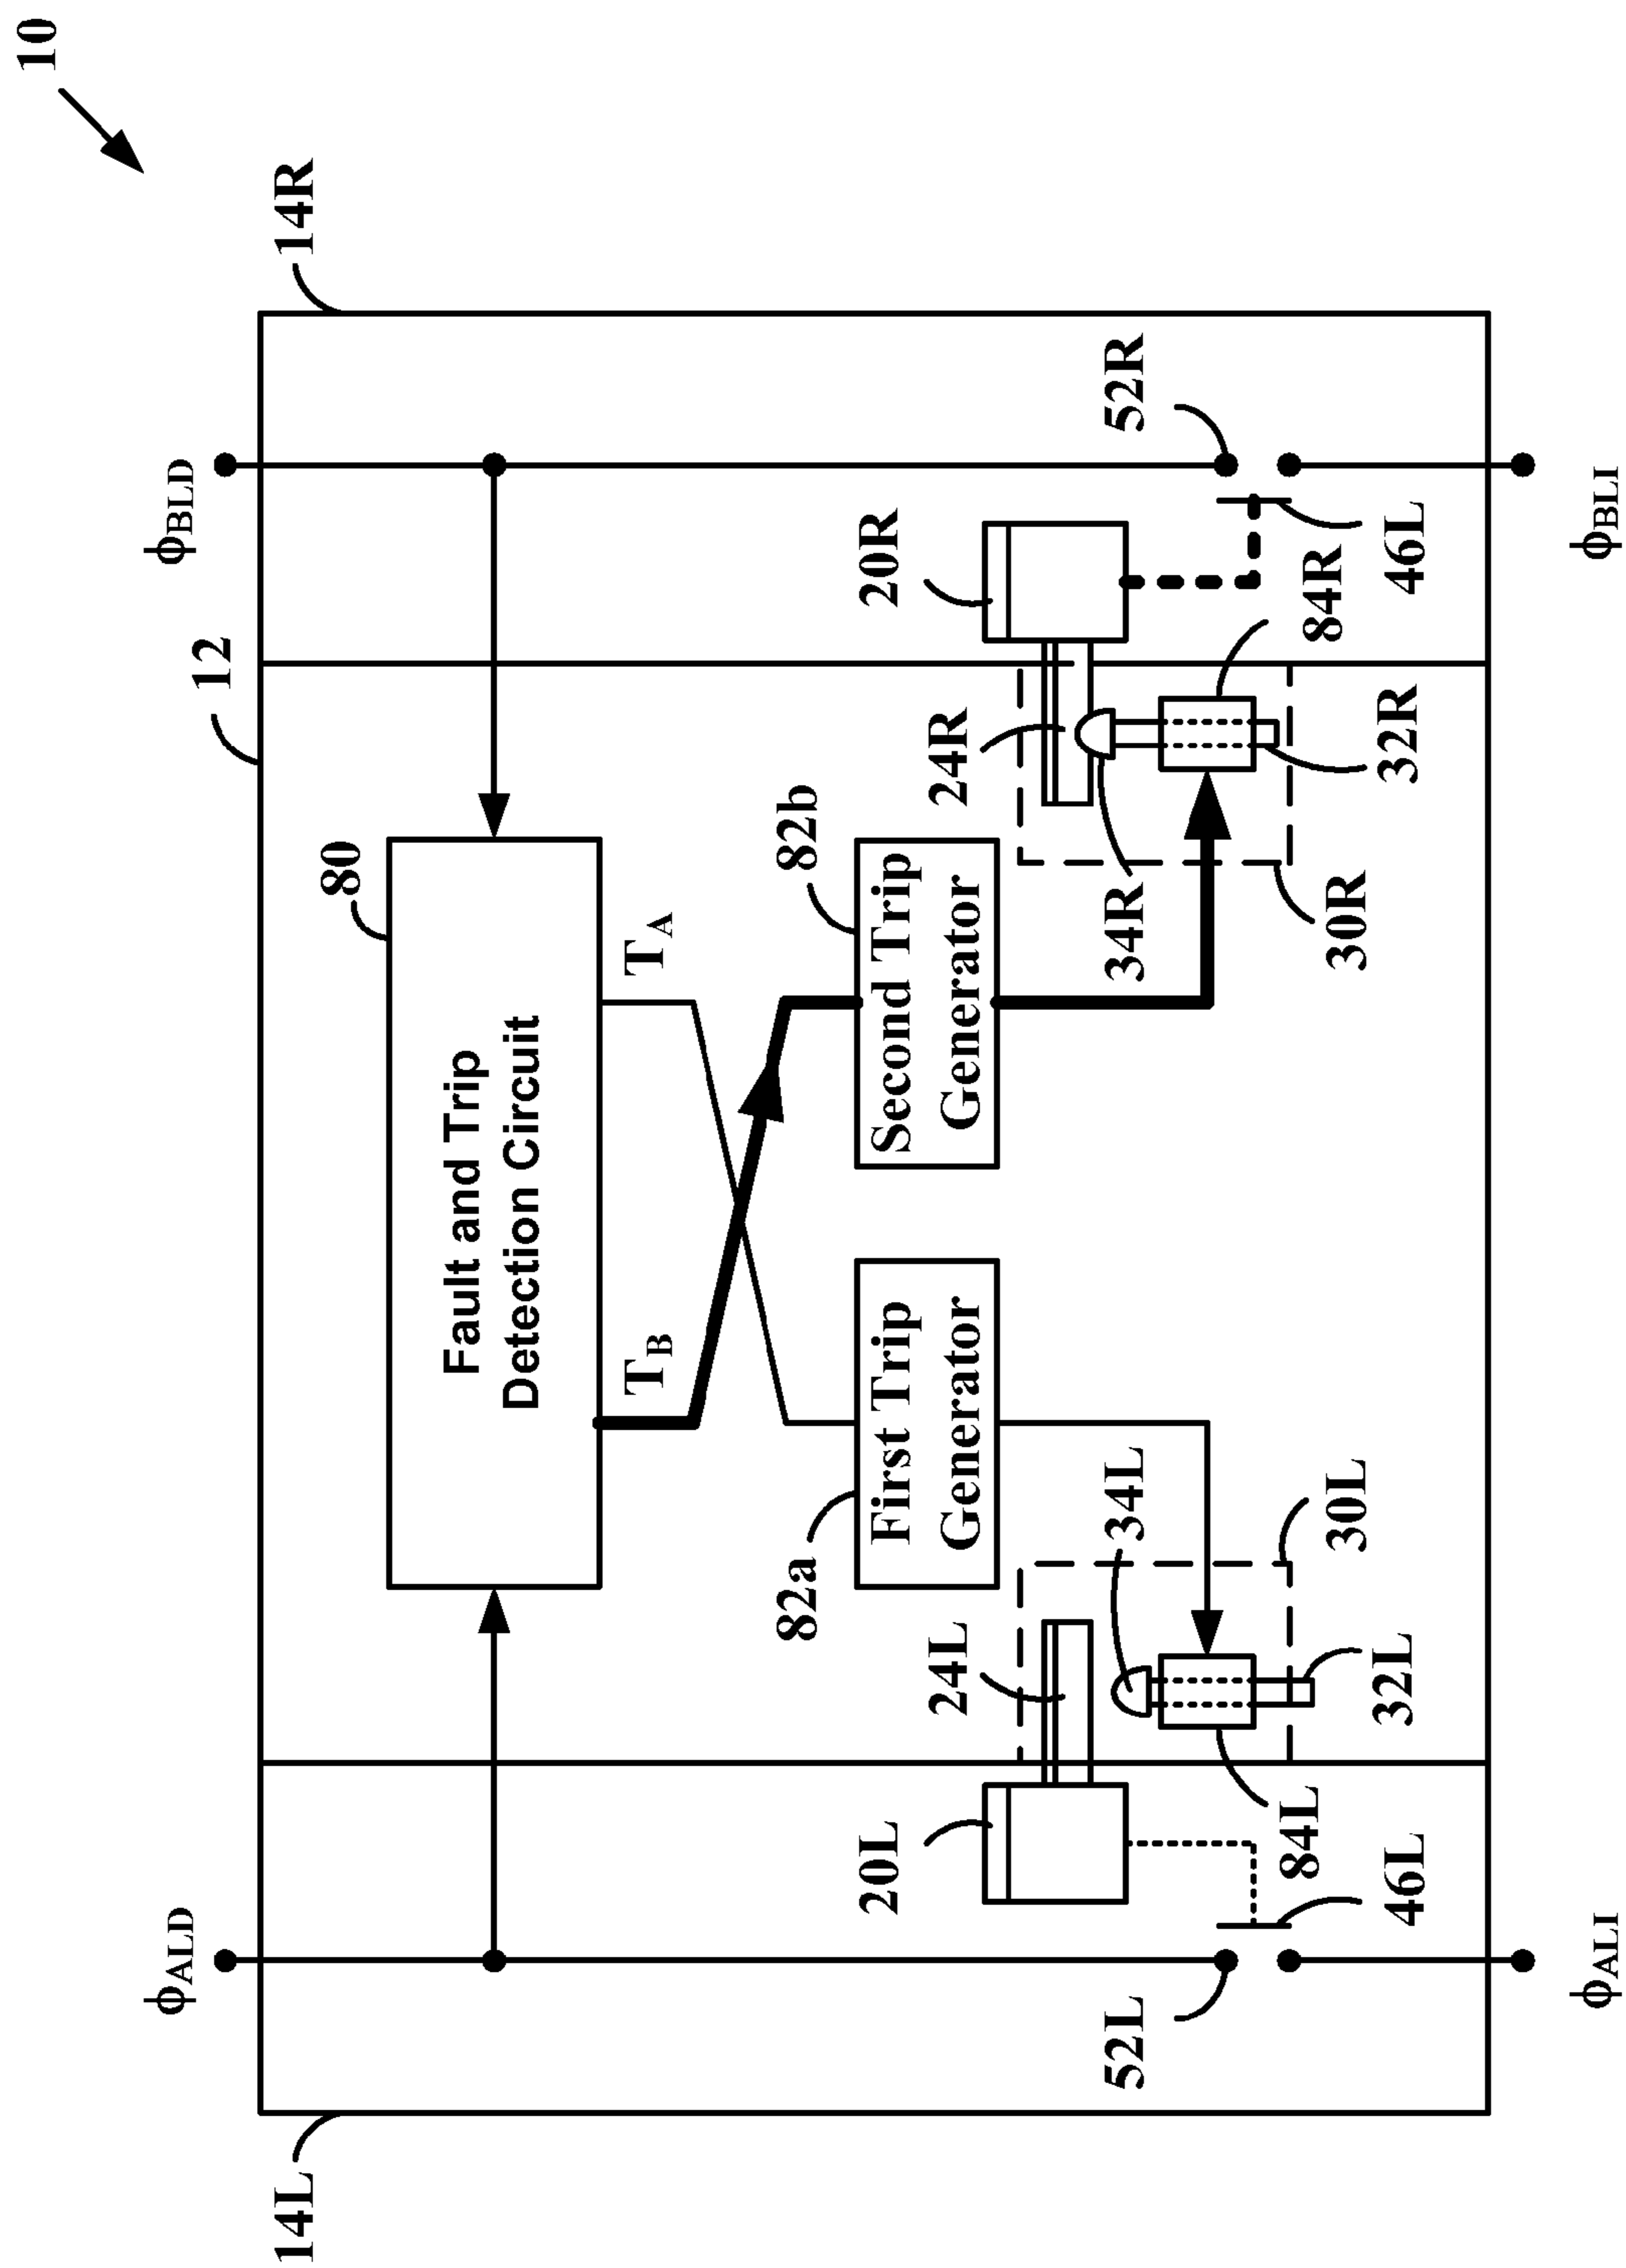 10
14L
12
14R
ϕALD
ϕBLD
80
Fault and Trip
Detection Circuit
TB
TA
82a
First Trip
Generator
82b
Second Trip
Generator
20L
24L
24R
20R
52L
34L
34R
52R
46L
84L
32L
30L
30R
32R
84R
46L
ϕALI
ϕBLI